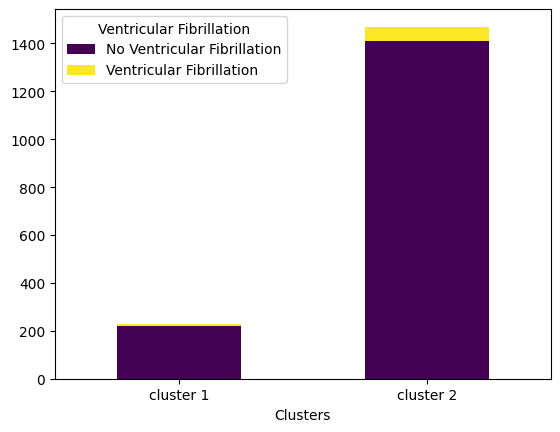 Ventricular Fibrillation
No Ventricular Fibrillation
Ventricular Fibrillation
1400
1200
1000
800
600
400
200
0
cluster 1
cluster 2
Clusters